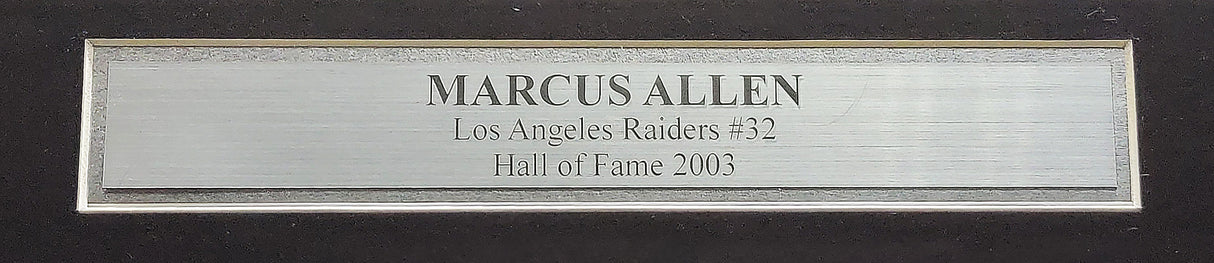 MARCUS ALLEN
Los Angeles Raiders #32
Hall of Fame 2003